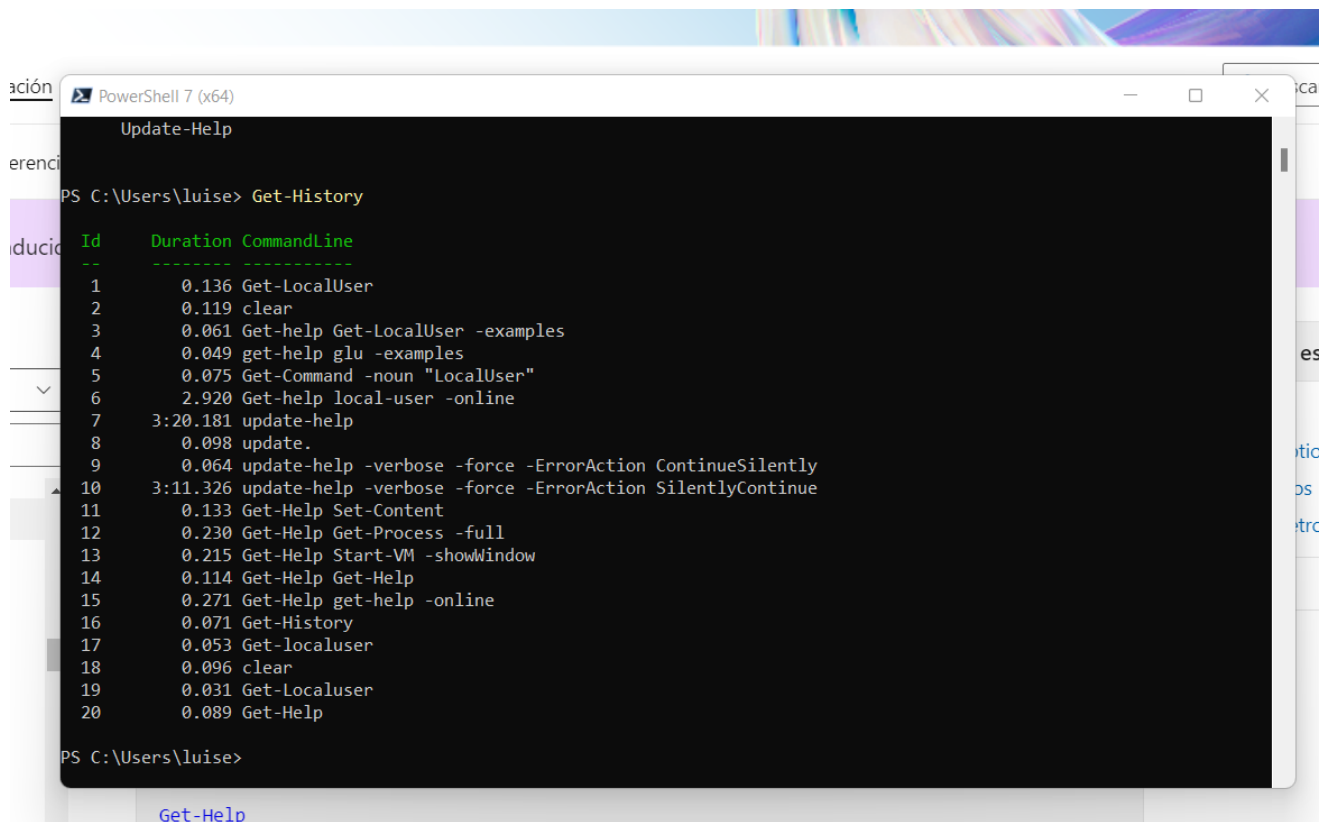 ación
PowerShell 7 (x64)
Update-Help
PS C:\Users\luise> Get-History
Id Duration CommandLine
-- -------- -----------
1 0.136 Get-LocalUser
2 0.119 clear
3 0.061 Get-help Get-LocalUser -examples
4 0.049 get-help glu -examples
5 0.075 Get-Command -noun "LocalUser"
6 2.920 Get-help local-user -online
7 3:20.181 update-help
8 0.098 update.
9 0.064 update-help -verbose -force -ErrorAction ContinueSilently
10 3:11.326 update-help -verbose -force -ErrorAction SilentlyContinue
11 0.133 Get-Help Set-Content
12 0.230 Get-Help Get-Process -full
13 0.215 Get-Help Start-VM -showWindow
14 0.114 Get-Help Get-Help
15 0.271 Get-Help get-help -online
16 0.071 Get-History
17 0.053 Get-localuser
18 0.096 clear
19 0.031 Get-Localuser
20 0.089 Get-Help
PS C:\Users\luise>
Get-Help